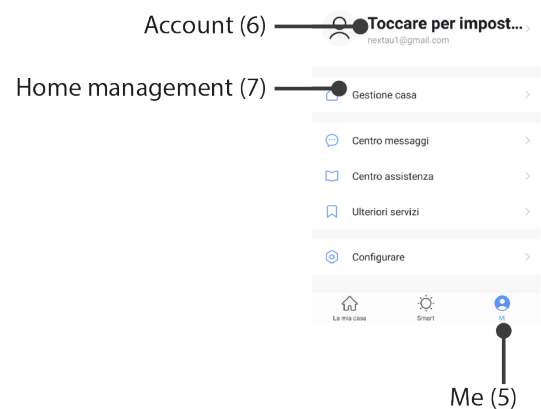 Account (6)
Toccare per impost...
nextau1@gmail.com
Home management (7)
Gestione casa
Centro messaggi
Centro assistenza
Ulteriori servizi
Configurare
La mia casa Smart Mi
Me (5)